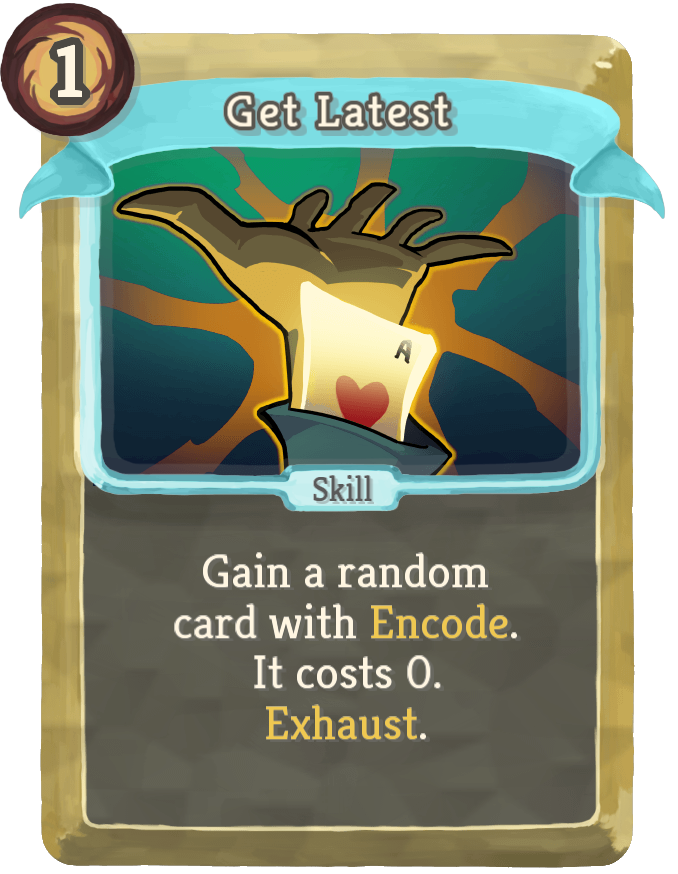 1
Get Latest
A
Skill
Gain a random
card with Encode.
It costs 0.
Exhaust.